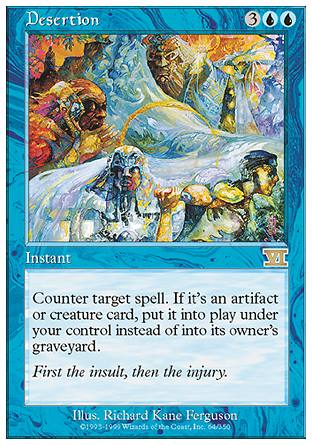 Desertion 3
Instant VI
Counter target spell. If it's an artifact
or creature card, put it into play under
your control instead of into its owner's
graveyard.
First the insult, then the injury.
Illus. Richard Kane Ferguson
©1993-1999 Wizards of the Coast, Inc. 64/350